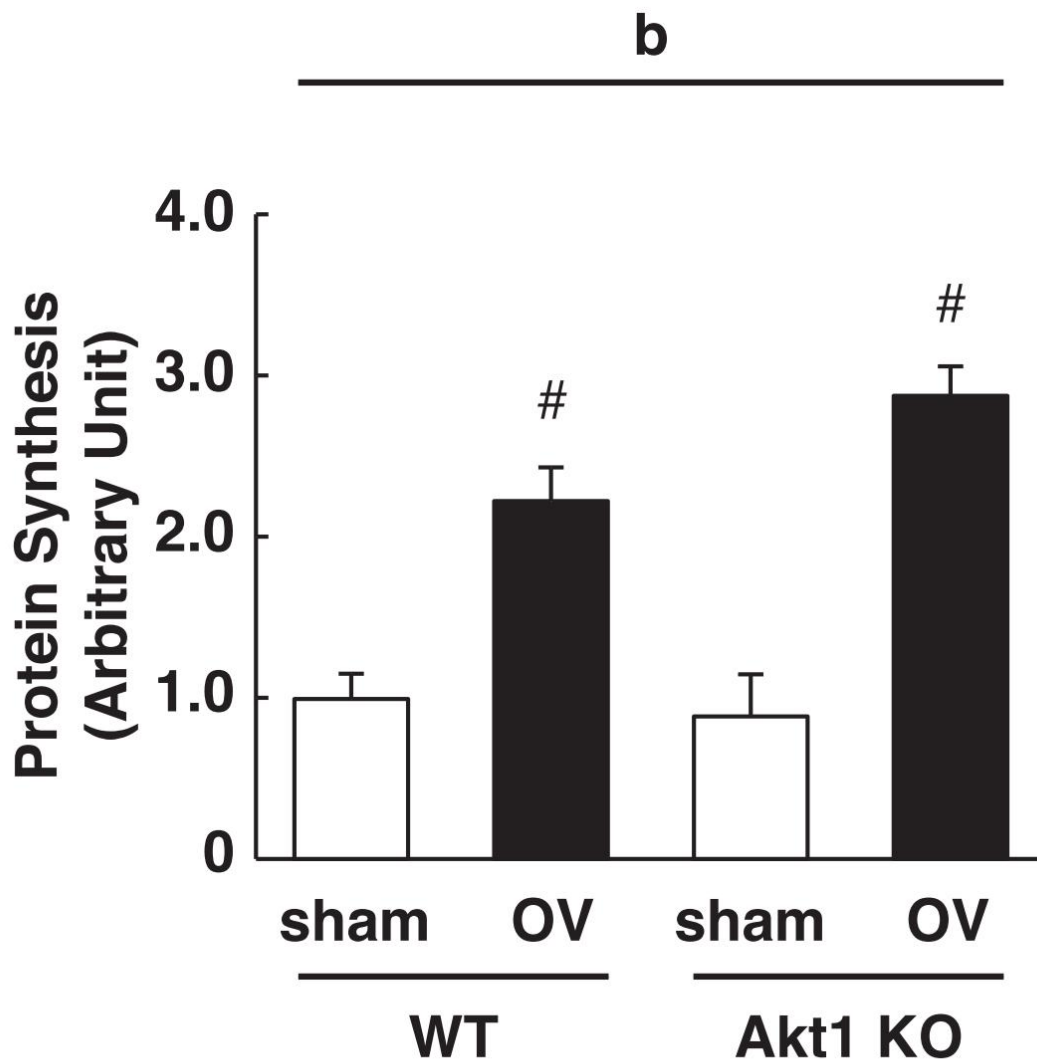 b
Protein Synthesis
(Arbitrary Unit)
4.0
3.0
2.0
1.0
0
#
#
sham OV sham OV
WT Akt1 KO